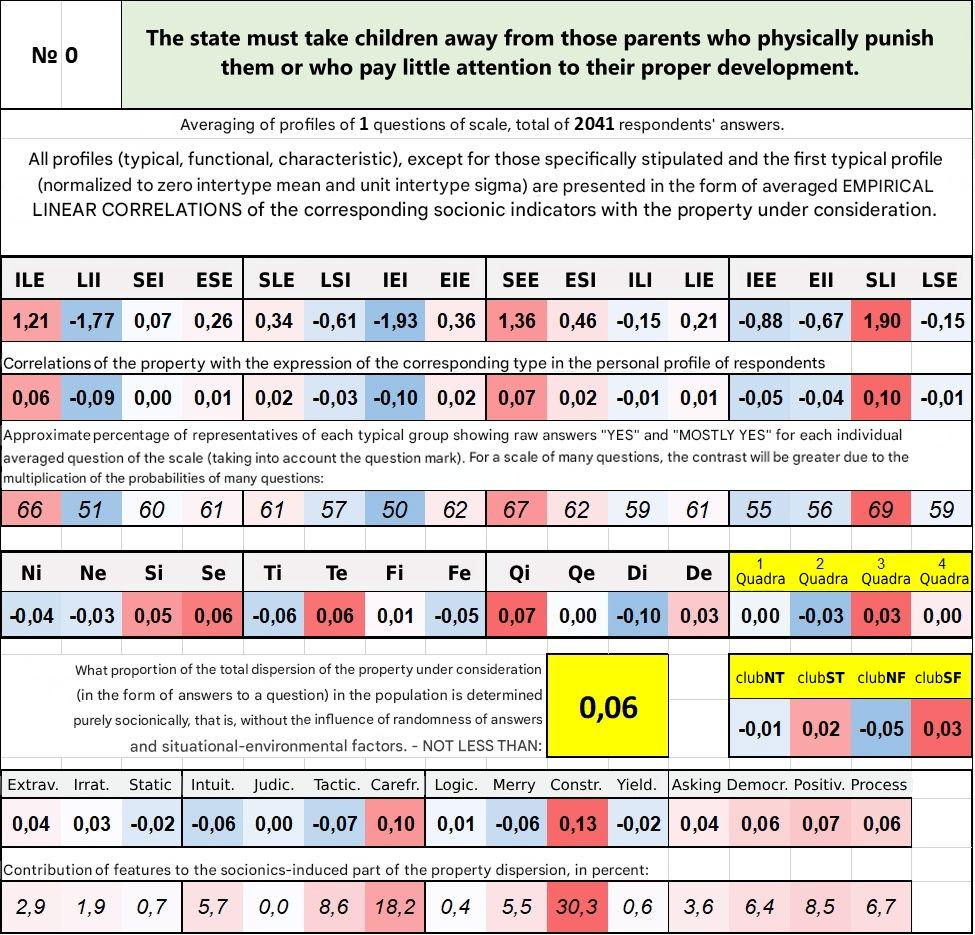 № 0
The state must take children away from those parents who physically punish
them or who pay little attention to their proper development.
Averaging of profiles of 1 questions of scale, total of 2041 respondents' answers.
All profiles (typical, functional, characteristic), except for those specifically stipulated and the first typical profile
(normalized to zero intertype mean and unit intertype sigma) are presented in the form of averaged EMPIRICAL
LINEAR CORRELATIONS of the corresponding socionic indicators with the property under consideration.
ILE LII SEI ESE SLE LSI IEI EIE SEE ESI ILI LIE IEE EII SLI LSE
1,21 -1,77 0,07 0,26 0,34 -0,61 -1,93 0,36 1,36 0,46 -0,15 0,21 -0,88 -0,67 1,90 -0,15
Correlations of the property with the expression of the corresponding type in the personal profile of respondents
0,06 -0,09 0,00 0,01 0,02 -0,03 -0,10 0,02 0,07 0,02 -0,01 0,01 -0,05 -0,04 0,10 -0,01
Approximate percentage of representatives of each typical group showing raw answers "YES" and "MOSTLY YES" for each individual
averaged question of the scale (taking into account the question mark). For a scale of many questions, the contrast will be greater due to the
multiplication of the probabilities of many questions:
66 51 60 61 61 57 50 62 67 62 59 61 55 56 69 59
Ni Ne Si Se Ti Te Fi Fe Qi Qe Di De 1 Quadra 2 Quadra 3 Quadra 4 Quadra
-0,04 -0,03 0,05 0,06 -0,06 0,06 0,01 -0,05 0,07 0,00 -0,10 0,03 0,00 -0,03 0,03 0,00
What proportion of the total dispersion of the property under consideration
(in the form of answers to a question) in the population is determined
purely socionically, that is, without the influence of randomness of answers
and situational-environmental factors. - NOT LESS THAN:
0,06
clubNT clubST clubNF clubSF
-0,01 0,02 -0,05 0,03
Extrav. Irrat. Static Intuit. Judic. Tactic. Carefr. Logic. Merry Constr. Yield. Asking Democr. Positiv. Process
0,04 0,03 -0,02 -0,06 0,00 -0,07 0,10 0,01 -0,06 0,13 -0,02 0,04 0,06 0,07 0,06
Contribution of features to the socionics-induced part of the property dispersion, in percent:
2,9 1,9 0,7 5,7 0,0 8,6 18,2 0,4 5,5 30,3 0,6 3,6 6,4 8,5 6,7